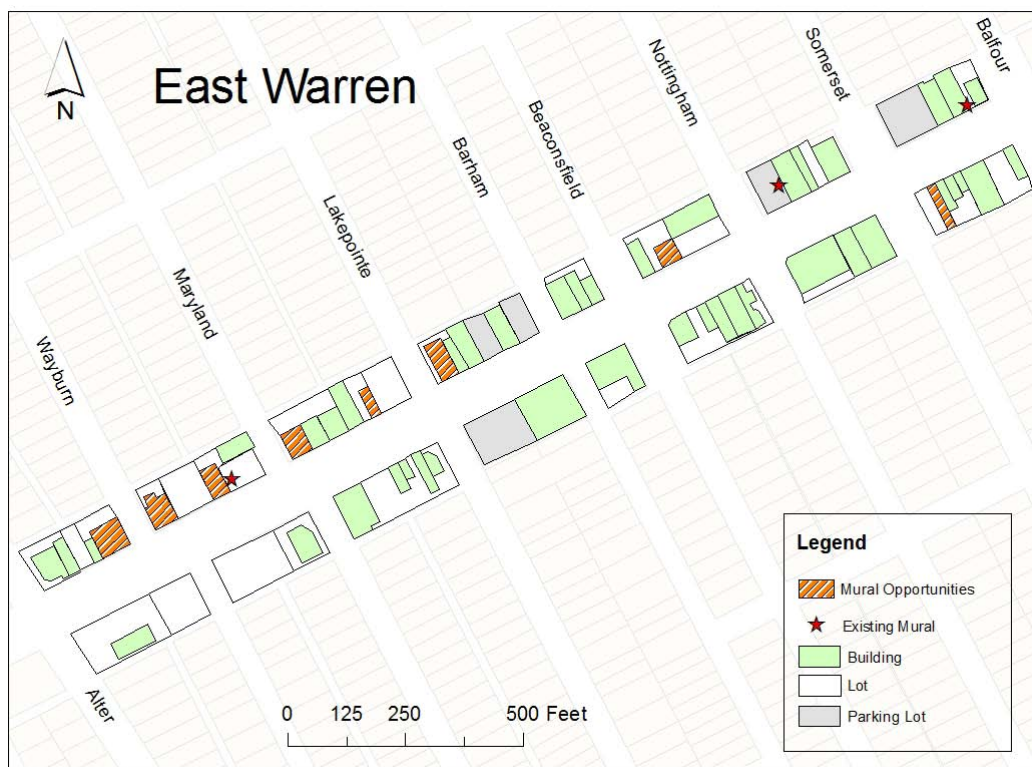 East Warren
N
Balfour
Somerset
Nottingham
Beaconsfield
Barham
Lakepointe
Maryland
Wayburn
Alter
0 125 250 500 Feet
Legend
Mural Opportunities
Existing Mural
Building
Lot
Parking Lot